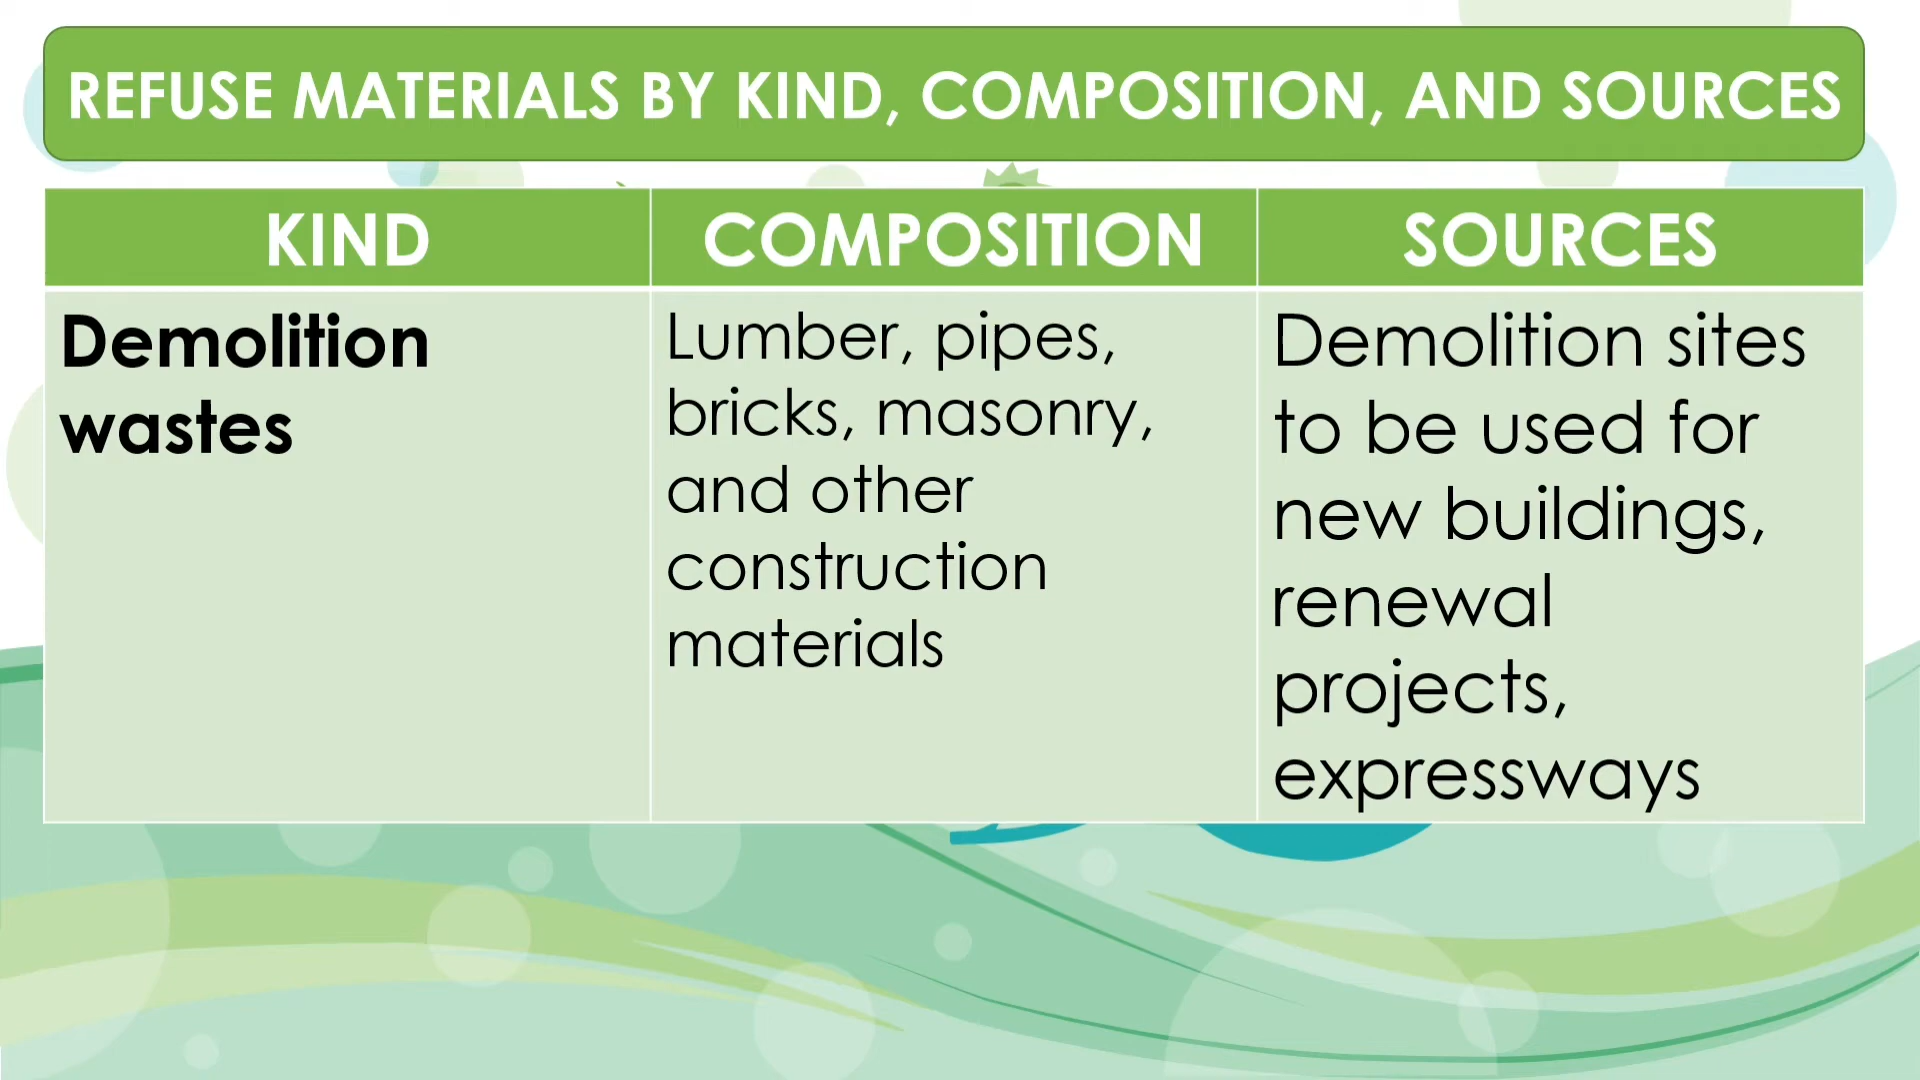 REFUSE MATERIALS BY KIND, COMPOSITION, AND SOURCES
KIND
COMPOSITION
SOURCES
Demolition
wastes
Lumber, pipes,
bricks, masonry,
and other
construction
materials
Demolition sites
to be used for
new buildings,
renewal
projects,
expressways